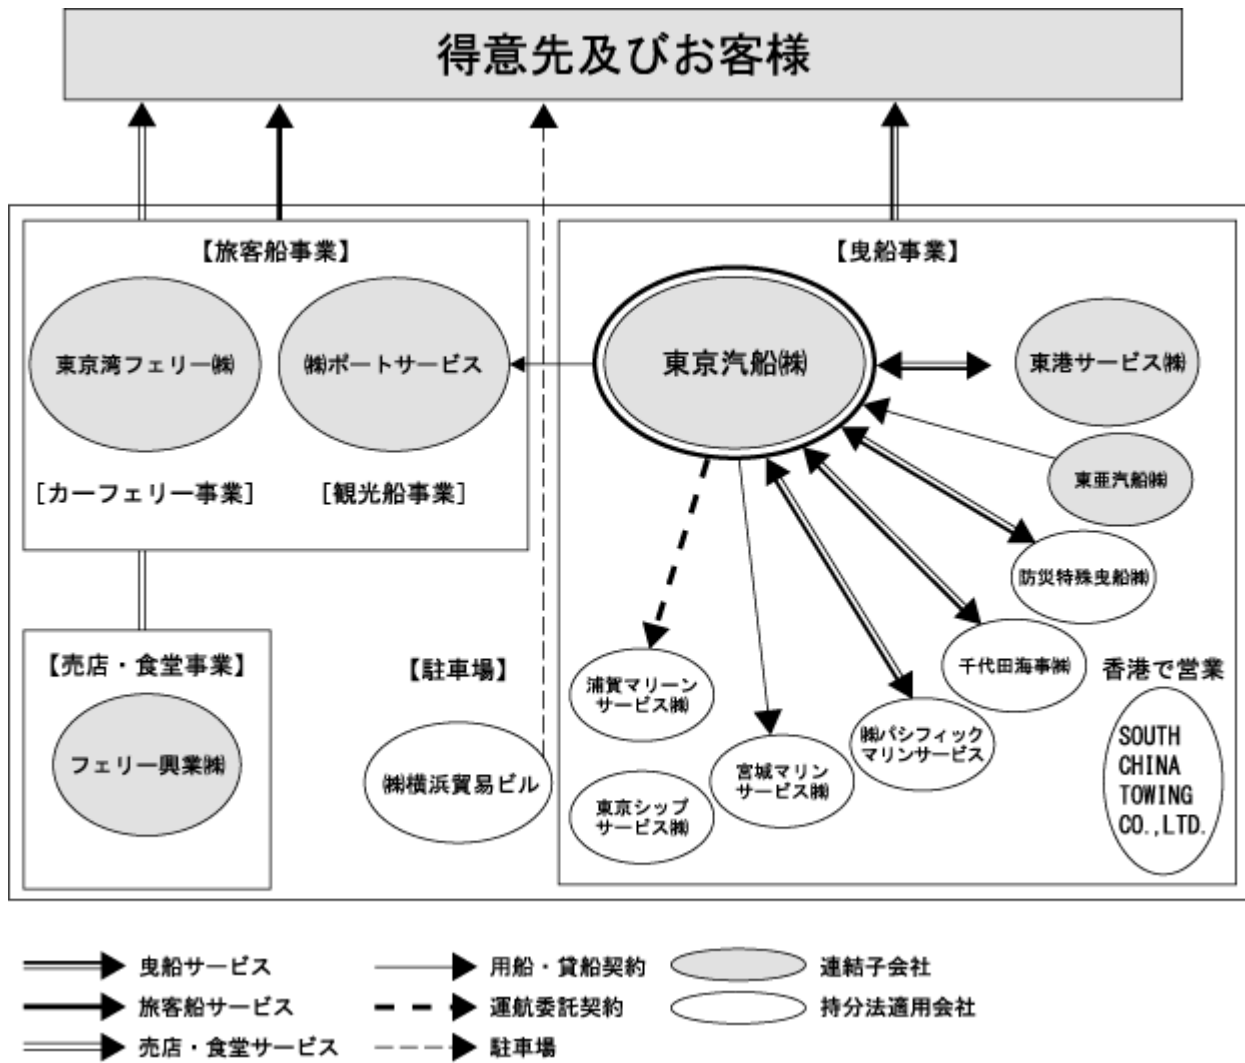 得意先及びお客様
【旅客船事業】
東京湾フェリー㈱
㈱ポートサービス
[カーフェリー事業]
[観光船事業]
【曳船事業】
東京汽船㈱
東港サービス㈱
東亜汽船㈱
防災特殊曳船㈱
千代田海事㈱
㈱パシフィック
マリンサービス
宮城マリン
サービス㈱
浦賀マリーン
サービス㈱
東京シップ
サービス㈱
香港で営業
SOUTH
CHINA
TOWING
CO.,LTD.
【売店・食堂事業】
フェリー興業㈱
【駐車場】
㈱横浜貿易ビル
曳船サービス
旅客船サービス
売店・食堂サービス
用船・貸船契約
運航委託契約
駐車場
連結子会社
持分法適用会社